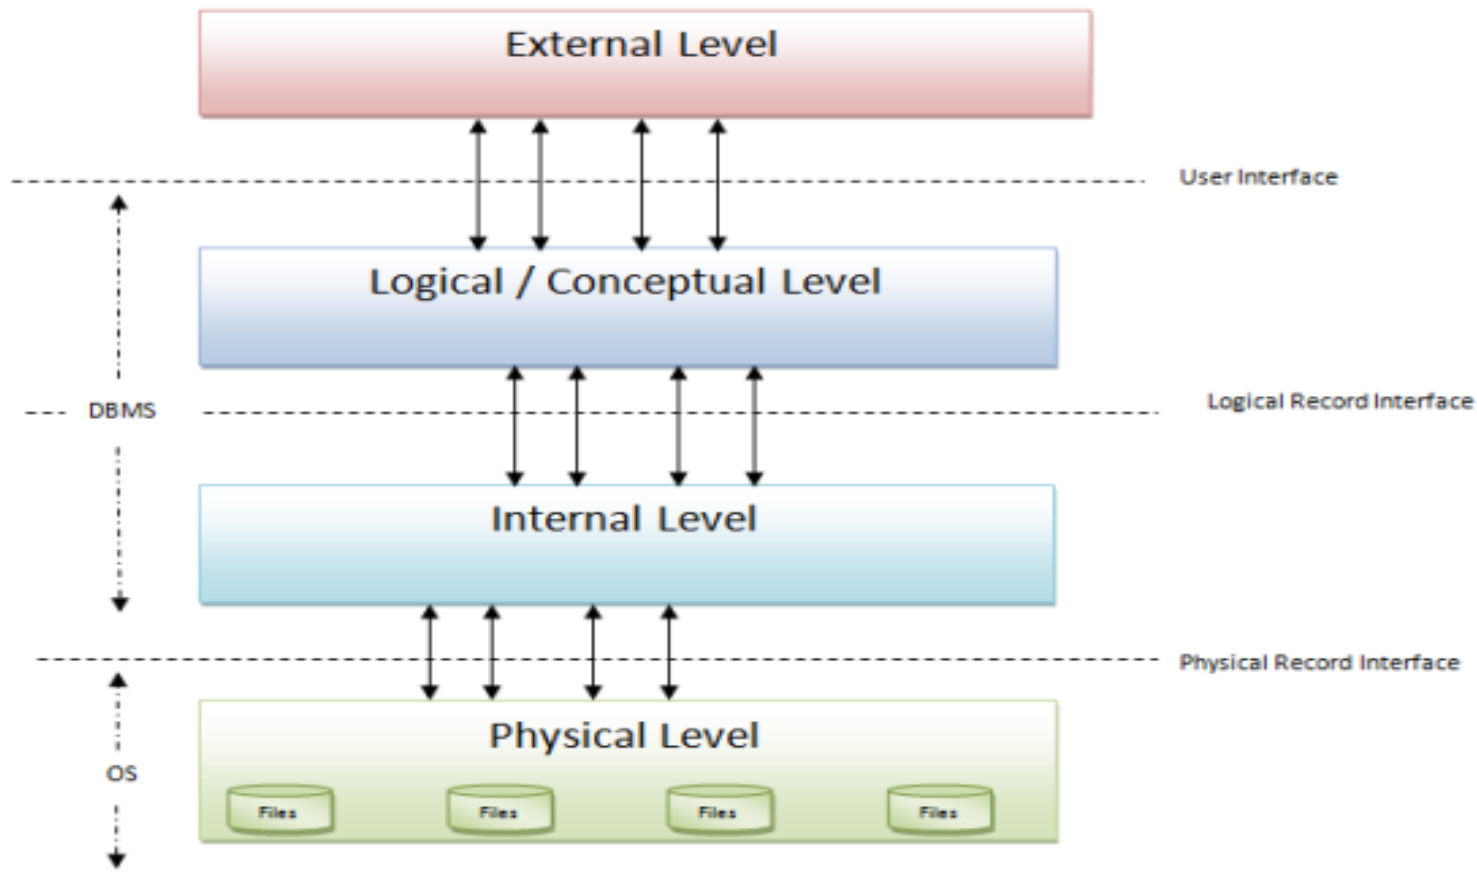 External Level
User Interface
Logical / Conceptual Level
DBMS
Logical Record Interface
Internal Level
Physical Record Interface
Physical Level
OS
Files
Files
Files
Files